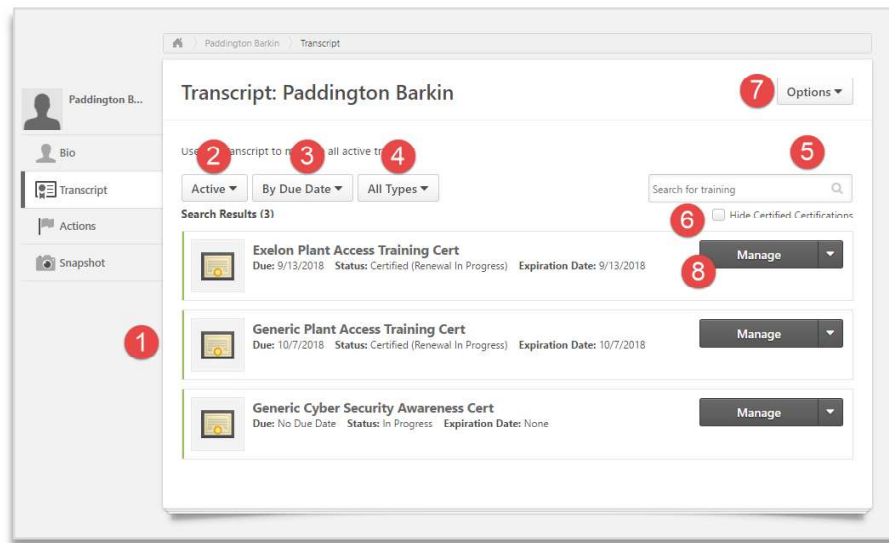 Paddington Barkin Transcript
Paddington B...
Transcript: Paddington Barkin
7
Options
Bio
Transcript
Actions
Snapshot
2
3
4
5
all active
Active
By Due Date
All Types
Search for training
Search Results (3)
6
Hide Certified Certifications
Exelon Plant Access Training Cert
Due: 9/13/2018 Status: Certified (Renewal In Progress) Expiration Date: 9/13/2018
Manage
8
1
Generic Plant Access Training Cert
Due: 10/7/2018 Status: Certified (Renewal In Progress) Expiration Date: 10/7/2018
Manage
Generic Cyber Security Awareness Cert
Due: No Due Date Status: In Progress Expiration Date: None
Manage